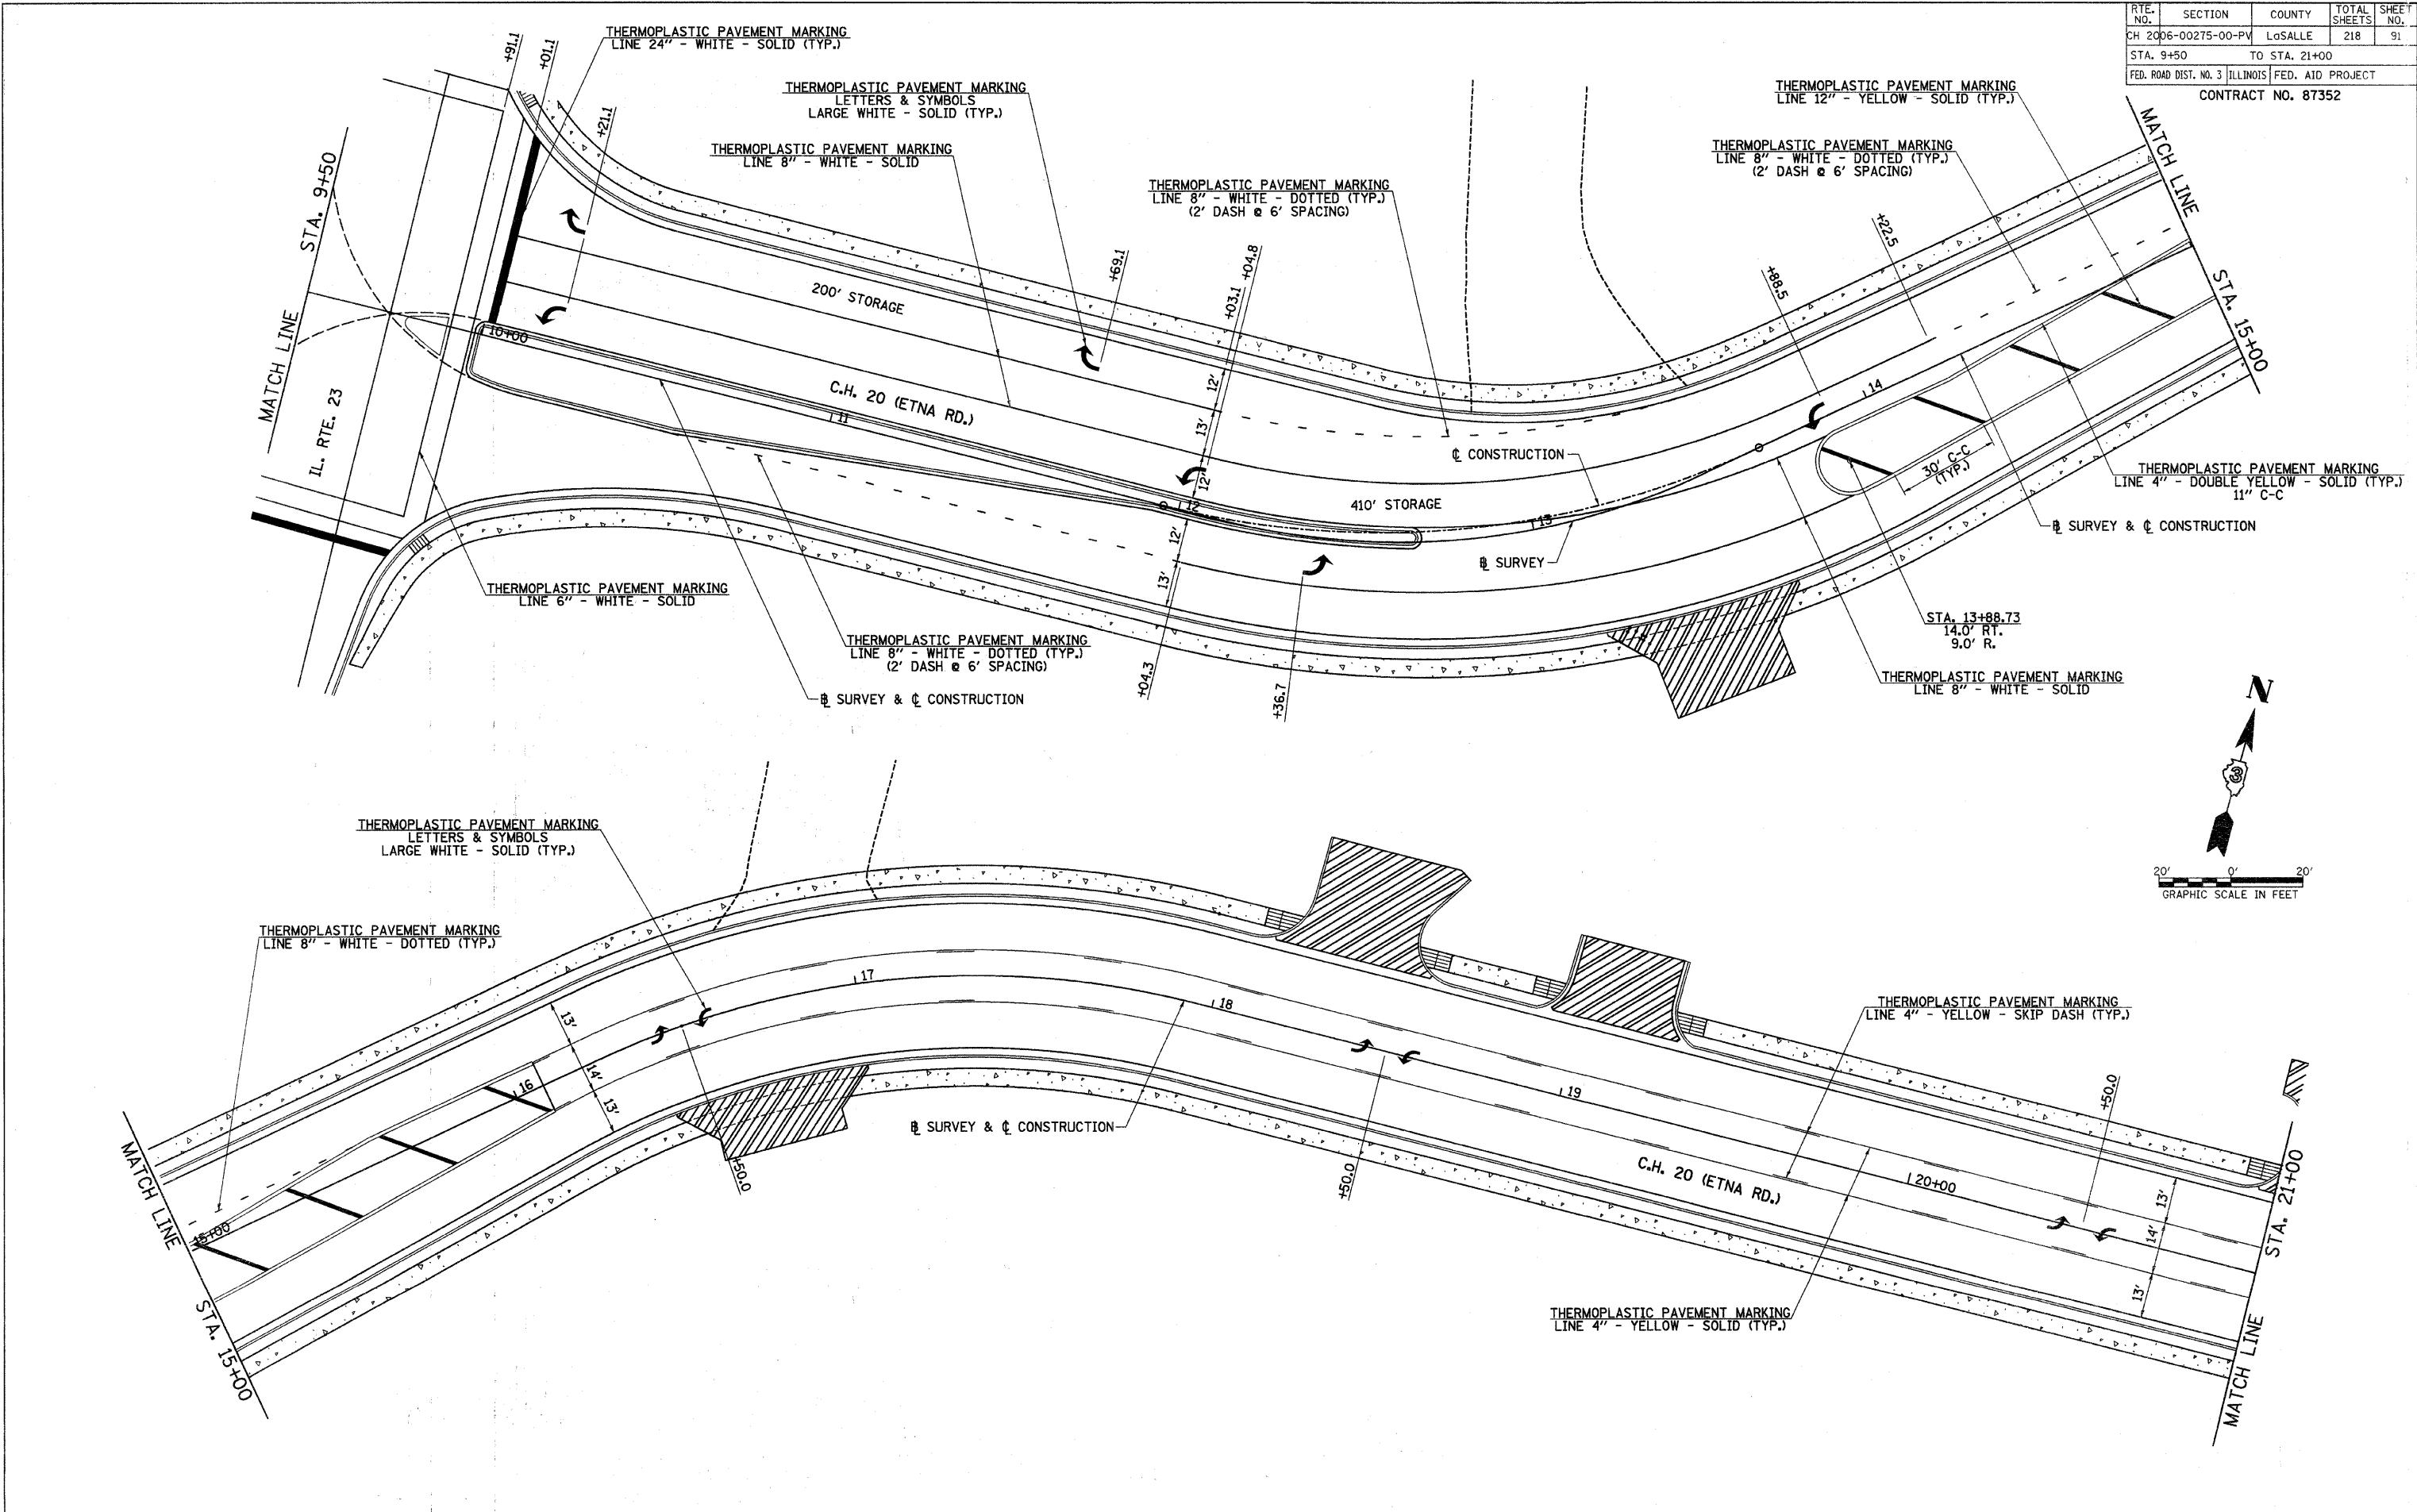 RTE. NO. SECTION COUNTY TOTAL SHEETS SHEET NO.
CH 20 06-00275-00-PV LaSALLE 218 91
STA. 9+50 TO STA. 21+00
FED. ROAD DIST. NO. 3 ILLINOIS FED. AID PROJECT
CONTRACT NO. 87352
+91.1
+01.1
THERMOPLASTIC PAVEMENT MARKING
LINE 24" - WHITE - SOLID (TYP.)
+21.1
THERMOPLASTIC PAVEMENT MARKING
LETTERS & SYMBOLS
LARGE WHITE - SOLID (TYP.)
THERMOPLASTIC PAVEMENT MARKING
LINE 8" - WHITE - SOLID
THERMOPLASTIC PAVEMENT MARKING
LINE 8" - WHITE - DOTTED (TYP.)
(2' DASH @ 6' SPACING)
THERMOPLASTIC PAVEMENT MARKING
LINE 12" - YELLOW - SOLID (TYP.)
THERMOPLASTIC PAVEMENT MARKING
LINE 8" - WHITE - DOTTED (TYP.)
(2' DASH @ 6' SPACING)
MATCH LINE STA. 15+00
MATCH LINE STA. 9+50
IL. RTE. 23
10+00
200' STORAGE
C.H. 20 (ETNA RD.)
11
+69.1
+03.1
+04.8
12'
13'
12'
12
12'
13'
+04.3
+36.7
410' STORAGE
℄ CONSTRUCTION
13
℄ SURVEY
+88.5
+22.5
14
30' C-C
(TYP.)
THERMOPLASTIC PAVEMENT MARKING
LINE 4" - DOUBLE YELLOW - SOLID (TYP.)
11" C-C
℄ SURVEY & ℄ CONSTRUCTION
STA. 13+88.73
14.0' RT.
9.0' R.
THERMOPLASTIC PAVEMENT MARKING
LINE 8" - WHITE - SOLID
THERMOPLASTIC PAVEMENT MARKING
LINE 6" - WHITE - SOLID
THERMOPLASTIC PAVEMENT MARKING
LINE 8" - WHITE - DOTTED (TYP.)
(2' DASH @ 6' SPACING)
℄ SURVEY & ℄ CONSTRUCTION
N
3
20' 0' 20'
GRAPHIC SCALE IN FEET
THERMOPLASTIC PAVEMENT MARKING
LETTERS & SYMBOLS
LARGE WHITE - SOLID (TYP.)
THERMOPLASTIC PAVEMENT MARKING
LINE 8" - WHITE - DOTTED (TYP.)
MATCH LINE STA. 15+00
15+00
16
13'
14'
13'
+50.0
17
18
℄ SURVEY & ℄ CONSTRUCTION
+50.0
19
THERMOPLASTIC PAVEMENT MARKING
LINE 4" - YELLOW - SKIP DASH (TYP.)
C.H. 20 (ETNA RD.)
20+00
+50.0
13'
14'
13'
THERMOPLASTIC PAVEMENT MARKING
LINE 4" - YELLOW - SOLID (TYP.)
MATCH LINE STA. 21+00